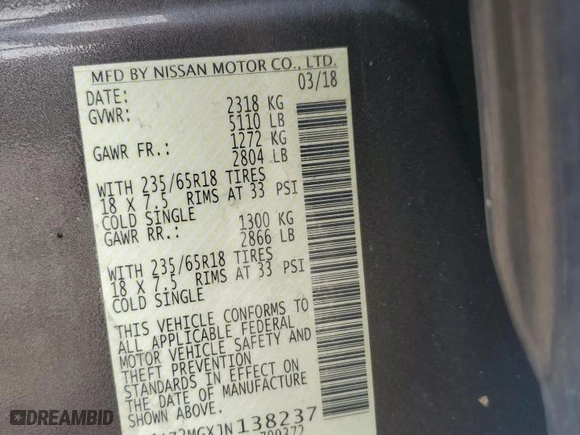 MFD BY NISSAN MOTOR CO., LTD.
DATE: 03/18
GVWR: 2318 KG
5110 LB
GAWR FR.: 1272 KG
2804 LB
WITH 235/65R18 TIRES
18 X 7.5 RIMS AT 33 PSI
COLD SINGLE
GAWR RR.: 1300 KG
2866 LB
WITH 235/65R18 TIRES
18 X 7.5 RIMS AT 33 PSI
COLD SINGLE
THIS VEHICLE CONFORMS TO
ALL APPLICABLE FEDERAL
MOTOR VEHICLE SAFETY AND
THEFT PREVENTION
STANDARDS IN EFFECT ON
THE DATE OF MANUFACTURE
SHOWN ABOVE.
138237
DREAMBID